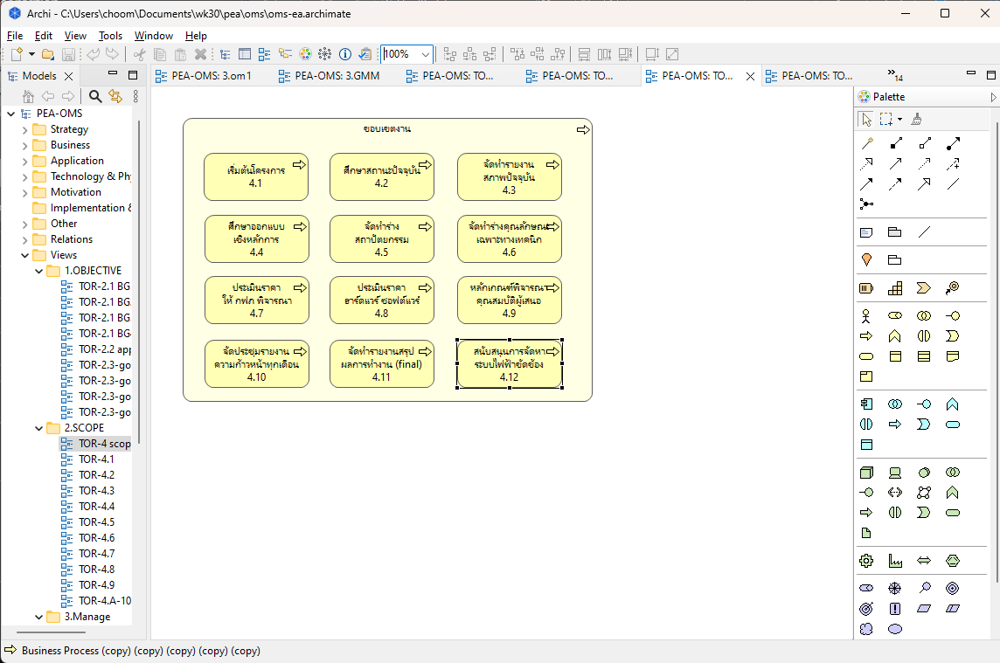 Archi - C:\Users\choom\Documents\wk30\pea\oms\oms-ea.archimate
File Edit View Tools Window Help
100%
Models
PEA-OMS: 3.om1
PEA-OMS: 3.GMM
PEA-OMS: TO...
PEA-OMS: TO...
PEA-OMS: TO...
PEA-OMS: TO...
»14
PEA-OMS
Strategy
Business
Application
Technology & Ph
Motivation
Implementation &
Other
Relations
Views
1.OBJECTIVE
TOR-2.1 BG
TOR-2.1 BG
TOR-2.1 BG
TOR-2.1 BG
TOR-2.2 app
TOR-2.3-go
TOR-2.3-go
TOR-2.3-go
TOR-2.3-go
2.SCOPE
TOR-4 scop
TOR-4.1
TOR-4.2
TOR-4.3
TOR-4.4
TOR-4.5
TOR-4.6
TOR-4.7
TOR-4.8
TOR-4.9
TOR-4.A-10
3.Manage
ขอบเขตงาน
เริ่มต้นโครงการ
4.1
ศึกษาสถานะปัจจุบัน
4.2
จัดทำรายงาน
สภาพปัจจุบัน
4.3
ศึกษาออกแบบ
เชิงหลักการ
4.4
จัดทำร่าง
สถาปัตยกรรม
4.5
จัดทำร่างคุณลักษณะ
เฉพาะทางเทคนิก
4.6
ประเมินราคา
ให้ กฟภ พิจารณา
4.7
ประเมินราคา
ฮาร์ดแวร์ ซอฟต์แวร์
4.8
หลักเกณฑ์พิจารณา
คุณสมบัติผู้เสนอ
4.9
จัดประชุมรายงาน
ความก้าวหน้าทุกเดือน
4.10
จัดทำรายงานสรุป
ผลการทำงาน (final)
4.11
สนับสนุนการจัดหา
ระบบไฟฟ้าขัดข้อง
4.12
Palette
Business Process (copy) (copy) (copy) (copy) (copy)